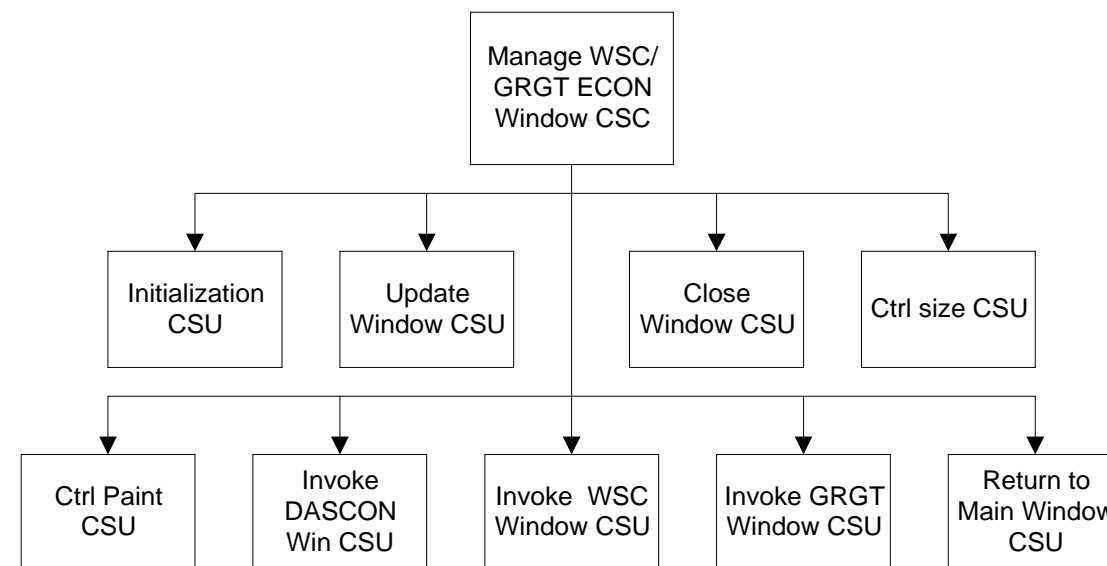 Manage WSC/
GRGT ECON
Window CSC
Initialization
CSU
Update
Window CSU
Close
Window CSU
Ctrl size CSU
Ctrl Paint
CSU
Invoke
DASCON
Win CSU
Invoke WSC
Window CSU
Invoke GRGT
Window CSU
Return to
Main Window
CSU